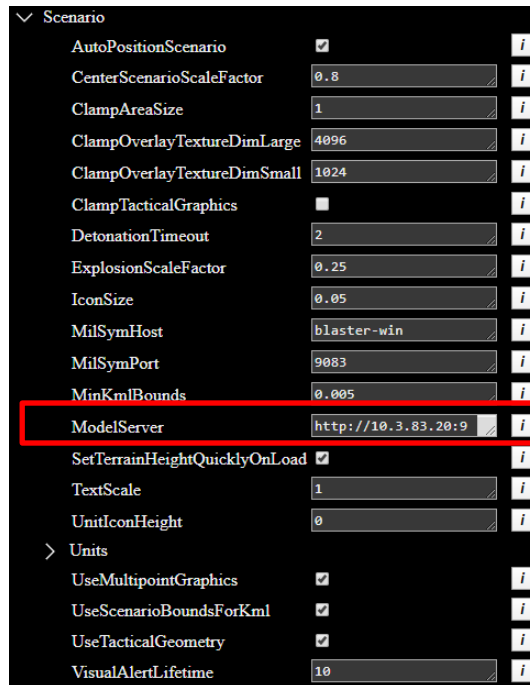 Scenario
AutoPositionScenario i
CenterScenarioScaleFactor 0.8 i
ClampAreaSize 1 i
ClampOverlayTextureDimLarge 4096 i
ClampOverlayTextureDimSmall 1024 i
ClampTacticalGraphics i
DetonationTimeout 2 i
ExplosionScaleFactor 0.25 i
IconSize 0.05 i
MilSymHost blaster-win i
MilSymPort 9083 i
MinKmlBounds 0.005 i
ModelServer http://10.3.83.20:9 i
SetTerrainHeightQuicklyOnLoad i
TextScale 1 i
UnitIconHeight 0 i
Units
UseMultipointGraphics i
UseScenarioBoundsForKml i
UseTacticalGeometry i
VisualAlertLifetime 10 i